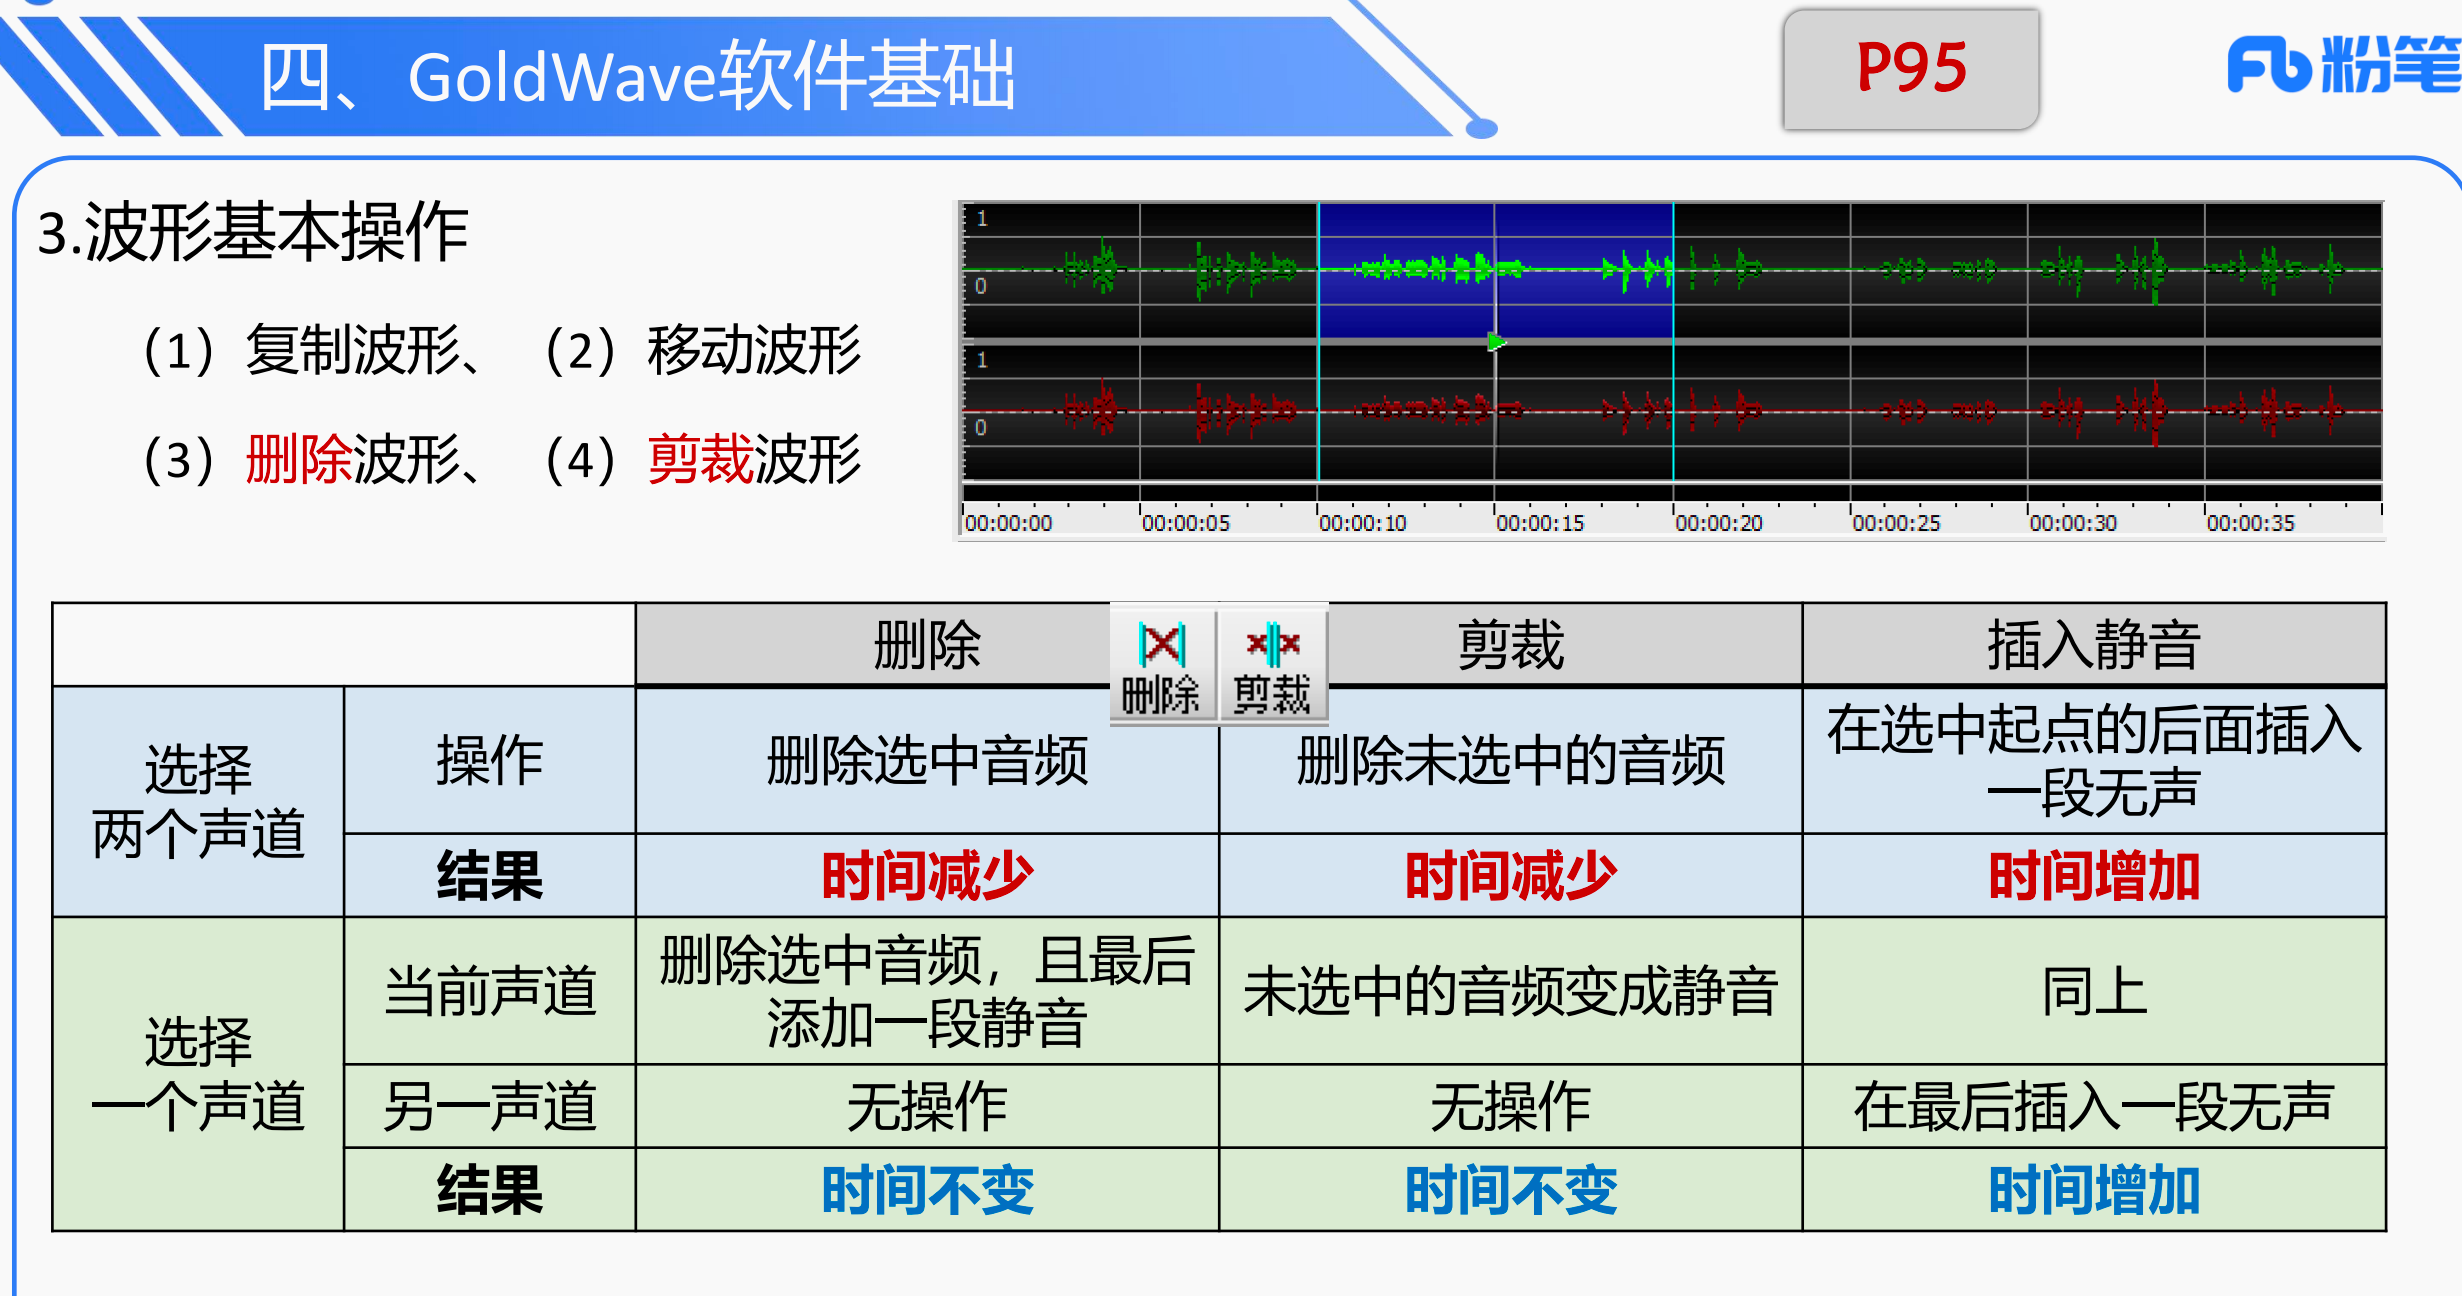 四、GoldWave软件基础
P95
粉笔
3.波形基本操作
（1）复制波形、（2）移动波形
（3）删除波形、（4）剪裁波形
1
0
1
0
00:00:00 00:00:05 00:00:10 00:00:15 00:00:20 00:00:25 00:00:30 00:00:35
删除 剪裁 插入静音
删除 剪裁
选择
两个声道
操作
删除选中音频
删除未选中的音频
在选中起点的后面插入
一段无声
结果 时间减少 时间减少 时间增加
选择
一个声道
当前声道
删除选中音频，且最后
添加一段静音
未选中的音频变成静音
同上
另一声道 无操作 无操作 在最后插入一段无声
结果 时间不变 时间不变 时间增加